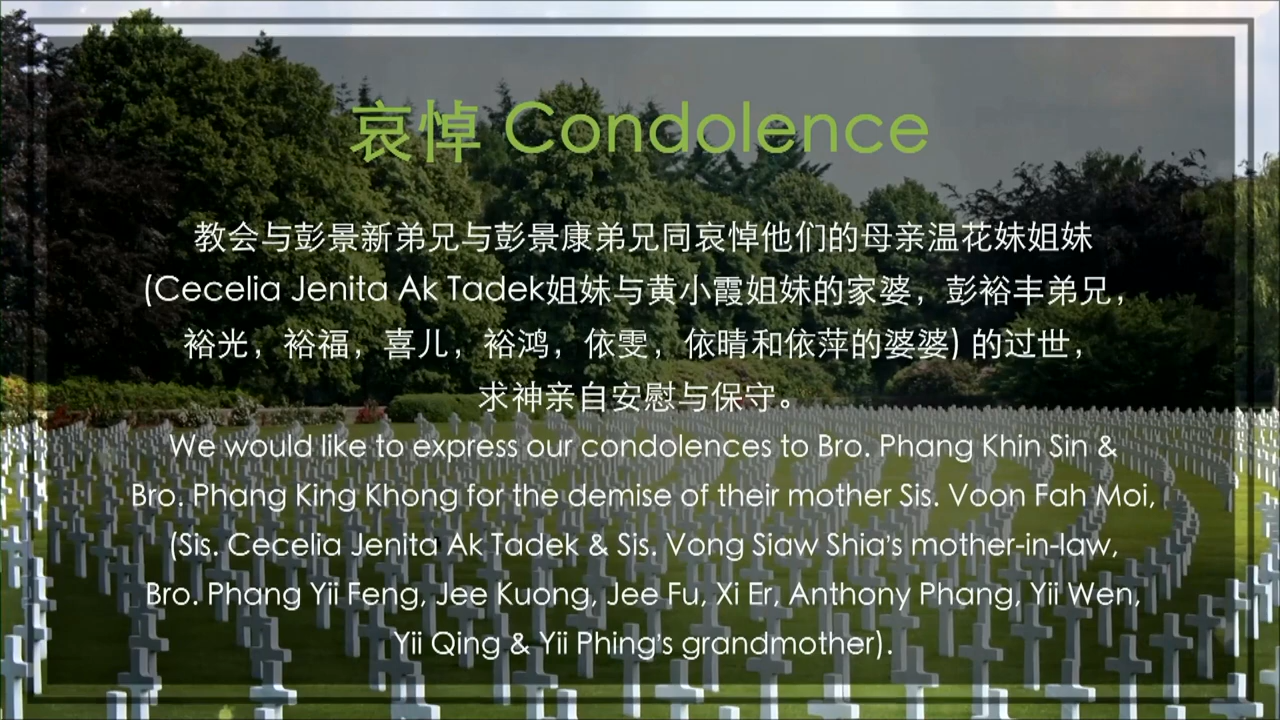 哀悼 Condolence
教会与彭景新弟兄与彭景康弟兄同哀悼他们的母亲温花妹姐妹
(Cecelia Jenita Ak Tadek姐妹与黄小霞姐妹的家婆，彭裕丰弟兄，
裕光，裕福，喜儿，裕鸿，依雯，依晴和依萍的婆婆) 的过世，
求神亲自安慰与保守。
We would like to express our condolences to Bro. Phang Khin Sin &
Bro. Phang King Khong for the demise of their mother Sis. Voon Fah Moi,
(Sis. Cecelia Jenita Ak Tadek & Sis. Vong Siaw Shia's mother-in-law,
Bro. Phang Yii Feng, Jee Kuong, Jee Fu, Xi Er, Anthony Phang, Yii Wen,
Yii Qing & Yii Phing's grandmother).